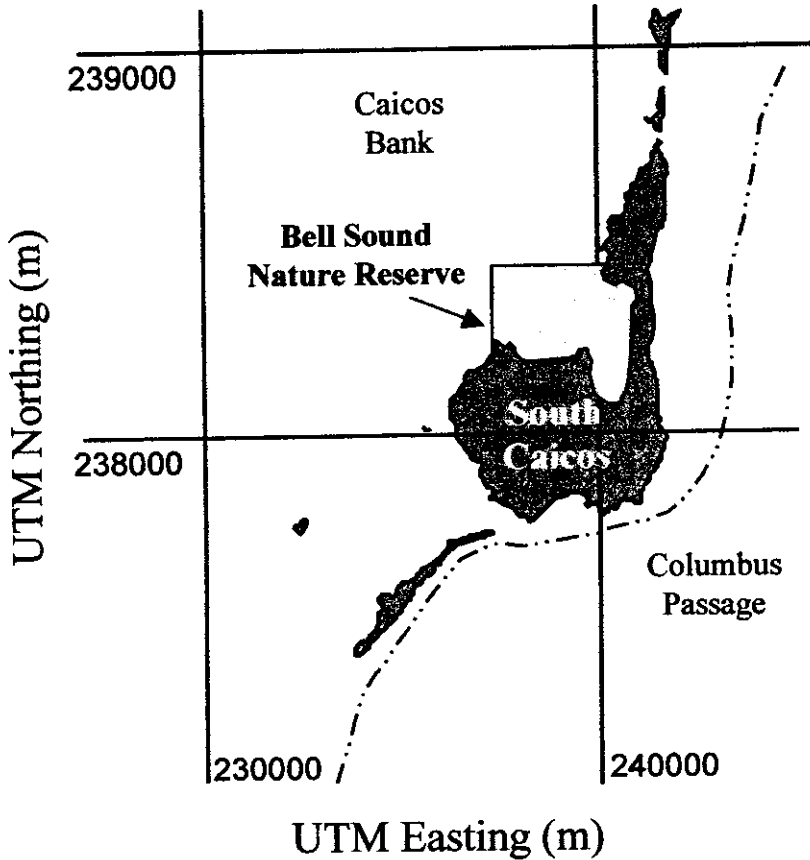 239000
Caicos
Bank
Bell Sound
Nature Reserve
UTM Northing (m)
South
Caicos
238000
Columbus
Passage
230000
240000
UTM Easting (m)